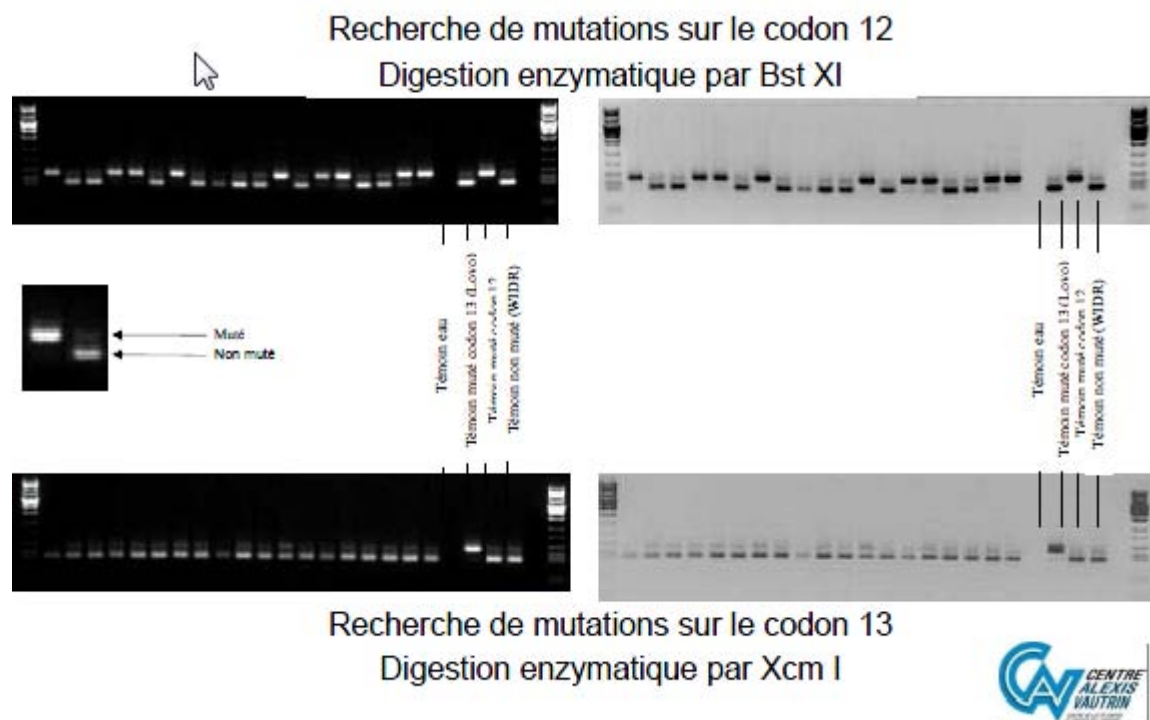 Recherche de mutations sur le codon 12
Digestion enzymatique par Bst XI
Muté
Non muté
Témoin eau
Témoin muté codon 13 (Lovo)
Témoin muté codon 12
Témoin non muté (WIDR)
Témoin eau
Témoin muté codon 13 (Lovo)
Témoin muté codon 12
Témoin non muté (WIDR)
Recherche de mutations sur le codon 13
Digestion enzymatique par Xcm I
CAV
CENTRE
ALEXIS
VAUTRIN